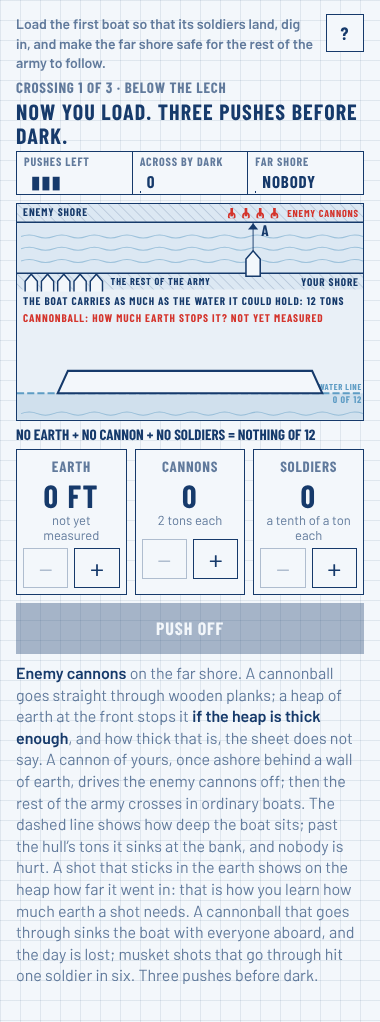 Load the first boat so that its soldiers land, dig
in, and make the far shore safe for the rest of the
army to follow.
?
CROSSING 1 OF 3 · BELOW THE LECH
NOW YOU LOAD. THREE PUSHES BEFORE
DARK.
PUSHES LEFT
ACROSS BY DARK
0
FAR SHORE
NOBODY
ENEMY SHORE
ENEMY CANNONS
A
THE REST OF THE ARMY
YOUR SHORE
THE BOAT CARRIES AS MUCH AS THE WATER IT COULD HOLD: 12 TONS
CANNONBALL: HOW MUCH EARTH STOPS IT? NOT YET MEASURED
WATER LINE
0 OF 12
NO EARTH + NO CANNON + NO SOLDIERS = NOTHING OF 12
EARTH
0 FT
not yet
measured
−
+
CANNONS
0
2 tons each
−
+
SOLDIERS
0
a tenth of a ton
each
−
+
PUSH OFF
Enemy cannons on the far shore. A cannonball
goes straight through wooden planks; a heap of
earth at the front stops it if the heap is thick
enough, and how thick that is, the sheet does not
say. A cannon of yours, once ashore behind a wall
of earth, drives the enemy cannons off; then the
rest of the army crosses in ordinary boats. The
dashed line shows how deep the boat sits; past
the hull's tons it sinks at the bank, and nobody is
hurt. A shot that sticks in the earth shows on the
heap how far it went in: that is how you learn how
much earth a shot needs. A cannonball that goes
through sinks the boat with everyone aboard, and
the day is lost; musket shots that go through hit
one soldier in six. Three pushes before dark.